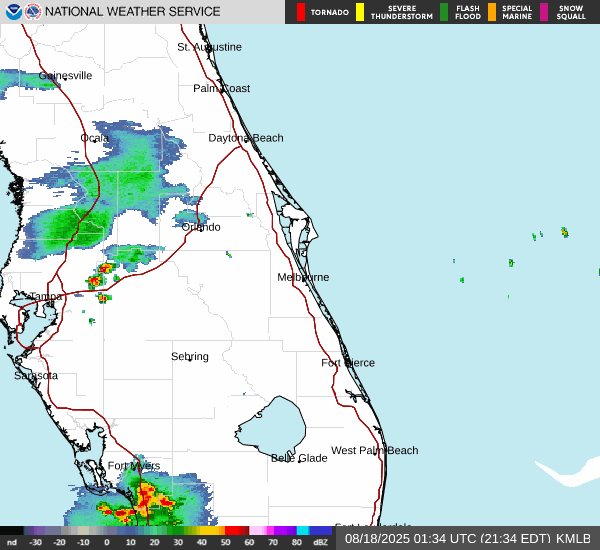 NATIONAL WEATHER SERVICE
TORNADO
SEVERE
THUNDERSTORM
FLASH
FLOOD
SPECIAL
MARINE
SNOW
SQUALL
St. Augustine
Gainesville
Palm Coast
Ocala
Daytona Beach
Orlando
Melbourne
Tampa
Sebring
Fort Pierce
Sarasota
West Palm Beach
Belle Glade
Fort Myers
nd -30 -20 -10 0 10 20 30 40 50 60 70 80 dBZ
08/18/2025 01:34 UTC (21:34 EDT) KMLB